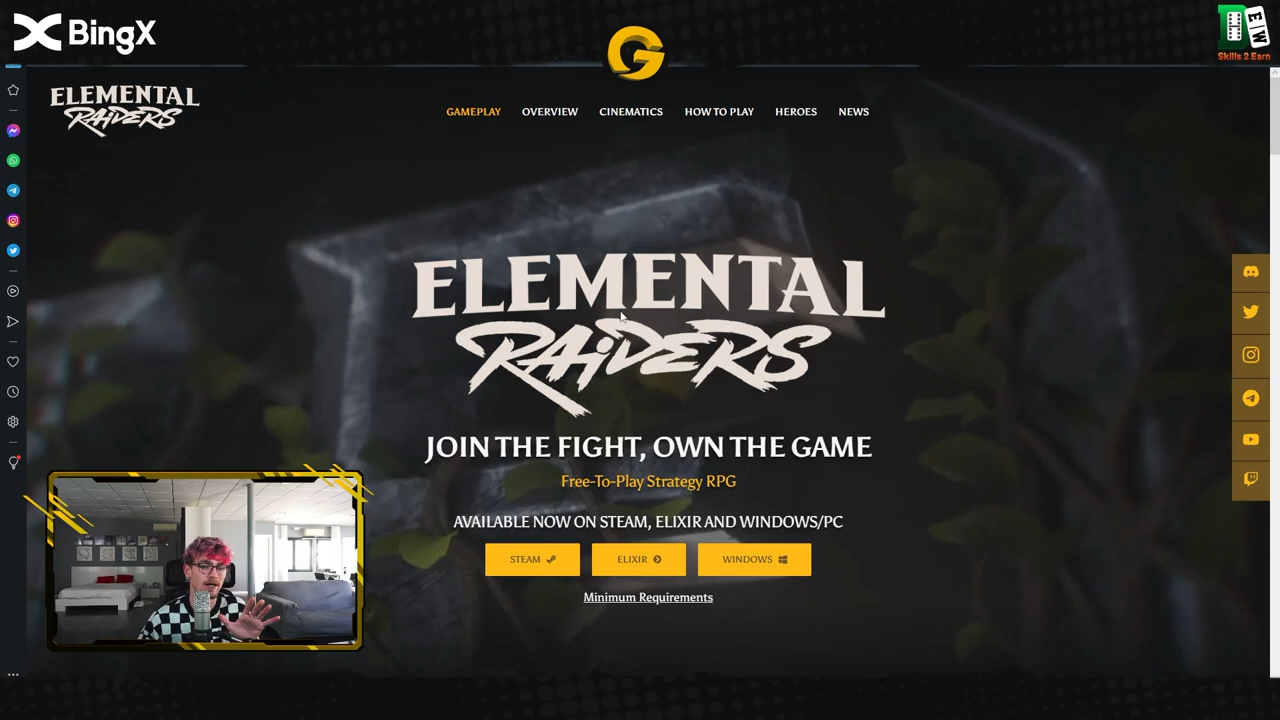 BingX
E/W
Skills 2 Earn
G
ELEMENTAL
RAIDERS
GAMEPLAY
OVERVIEW
CINEMATICS
HOW TO PLAY
HEROES
NEWS
ELEMENTAL
RAIDERS
JOIN THE FIGHT, OWN THE GAME
Free-To-Play Strategy RPG
AVAILABLE NOW ON STEAM, ELIXIR AND WINDOWS/PC
STEAM
ELIXIR
WINDOWS
Minimum Requirements